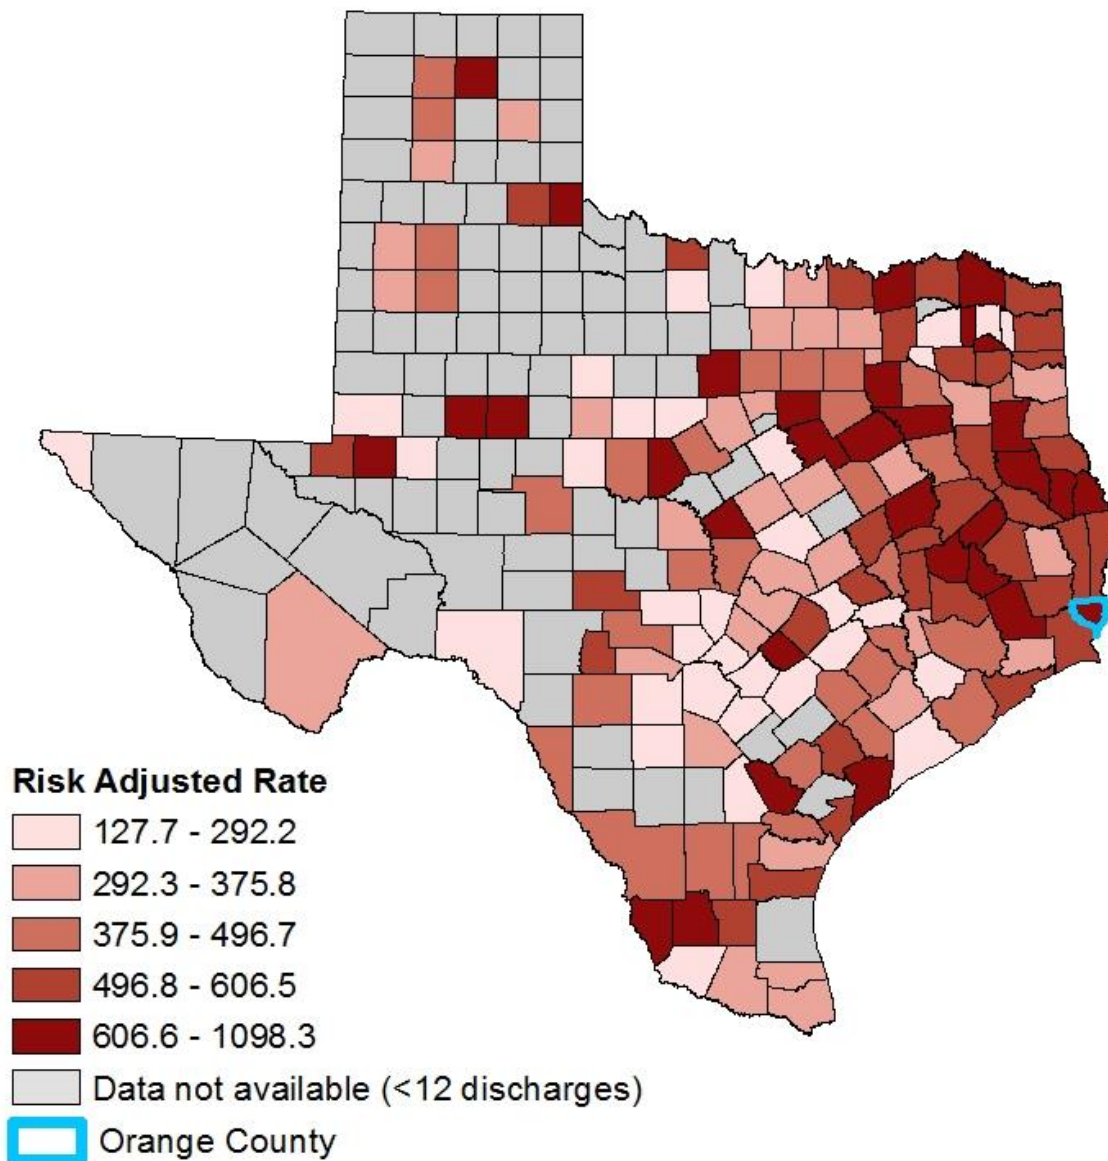 Risk Adjusted Rate
127.7 - 292.2
292.3 - 375.8
375.9 - 496.7
496.8 - 606.5
606.6 - 1098.3
Data not available (<12 discharges)
Orange County